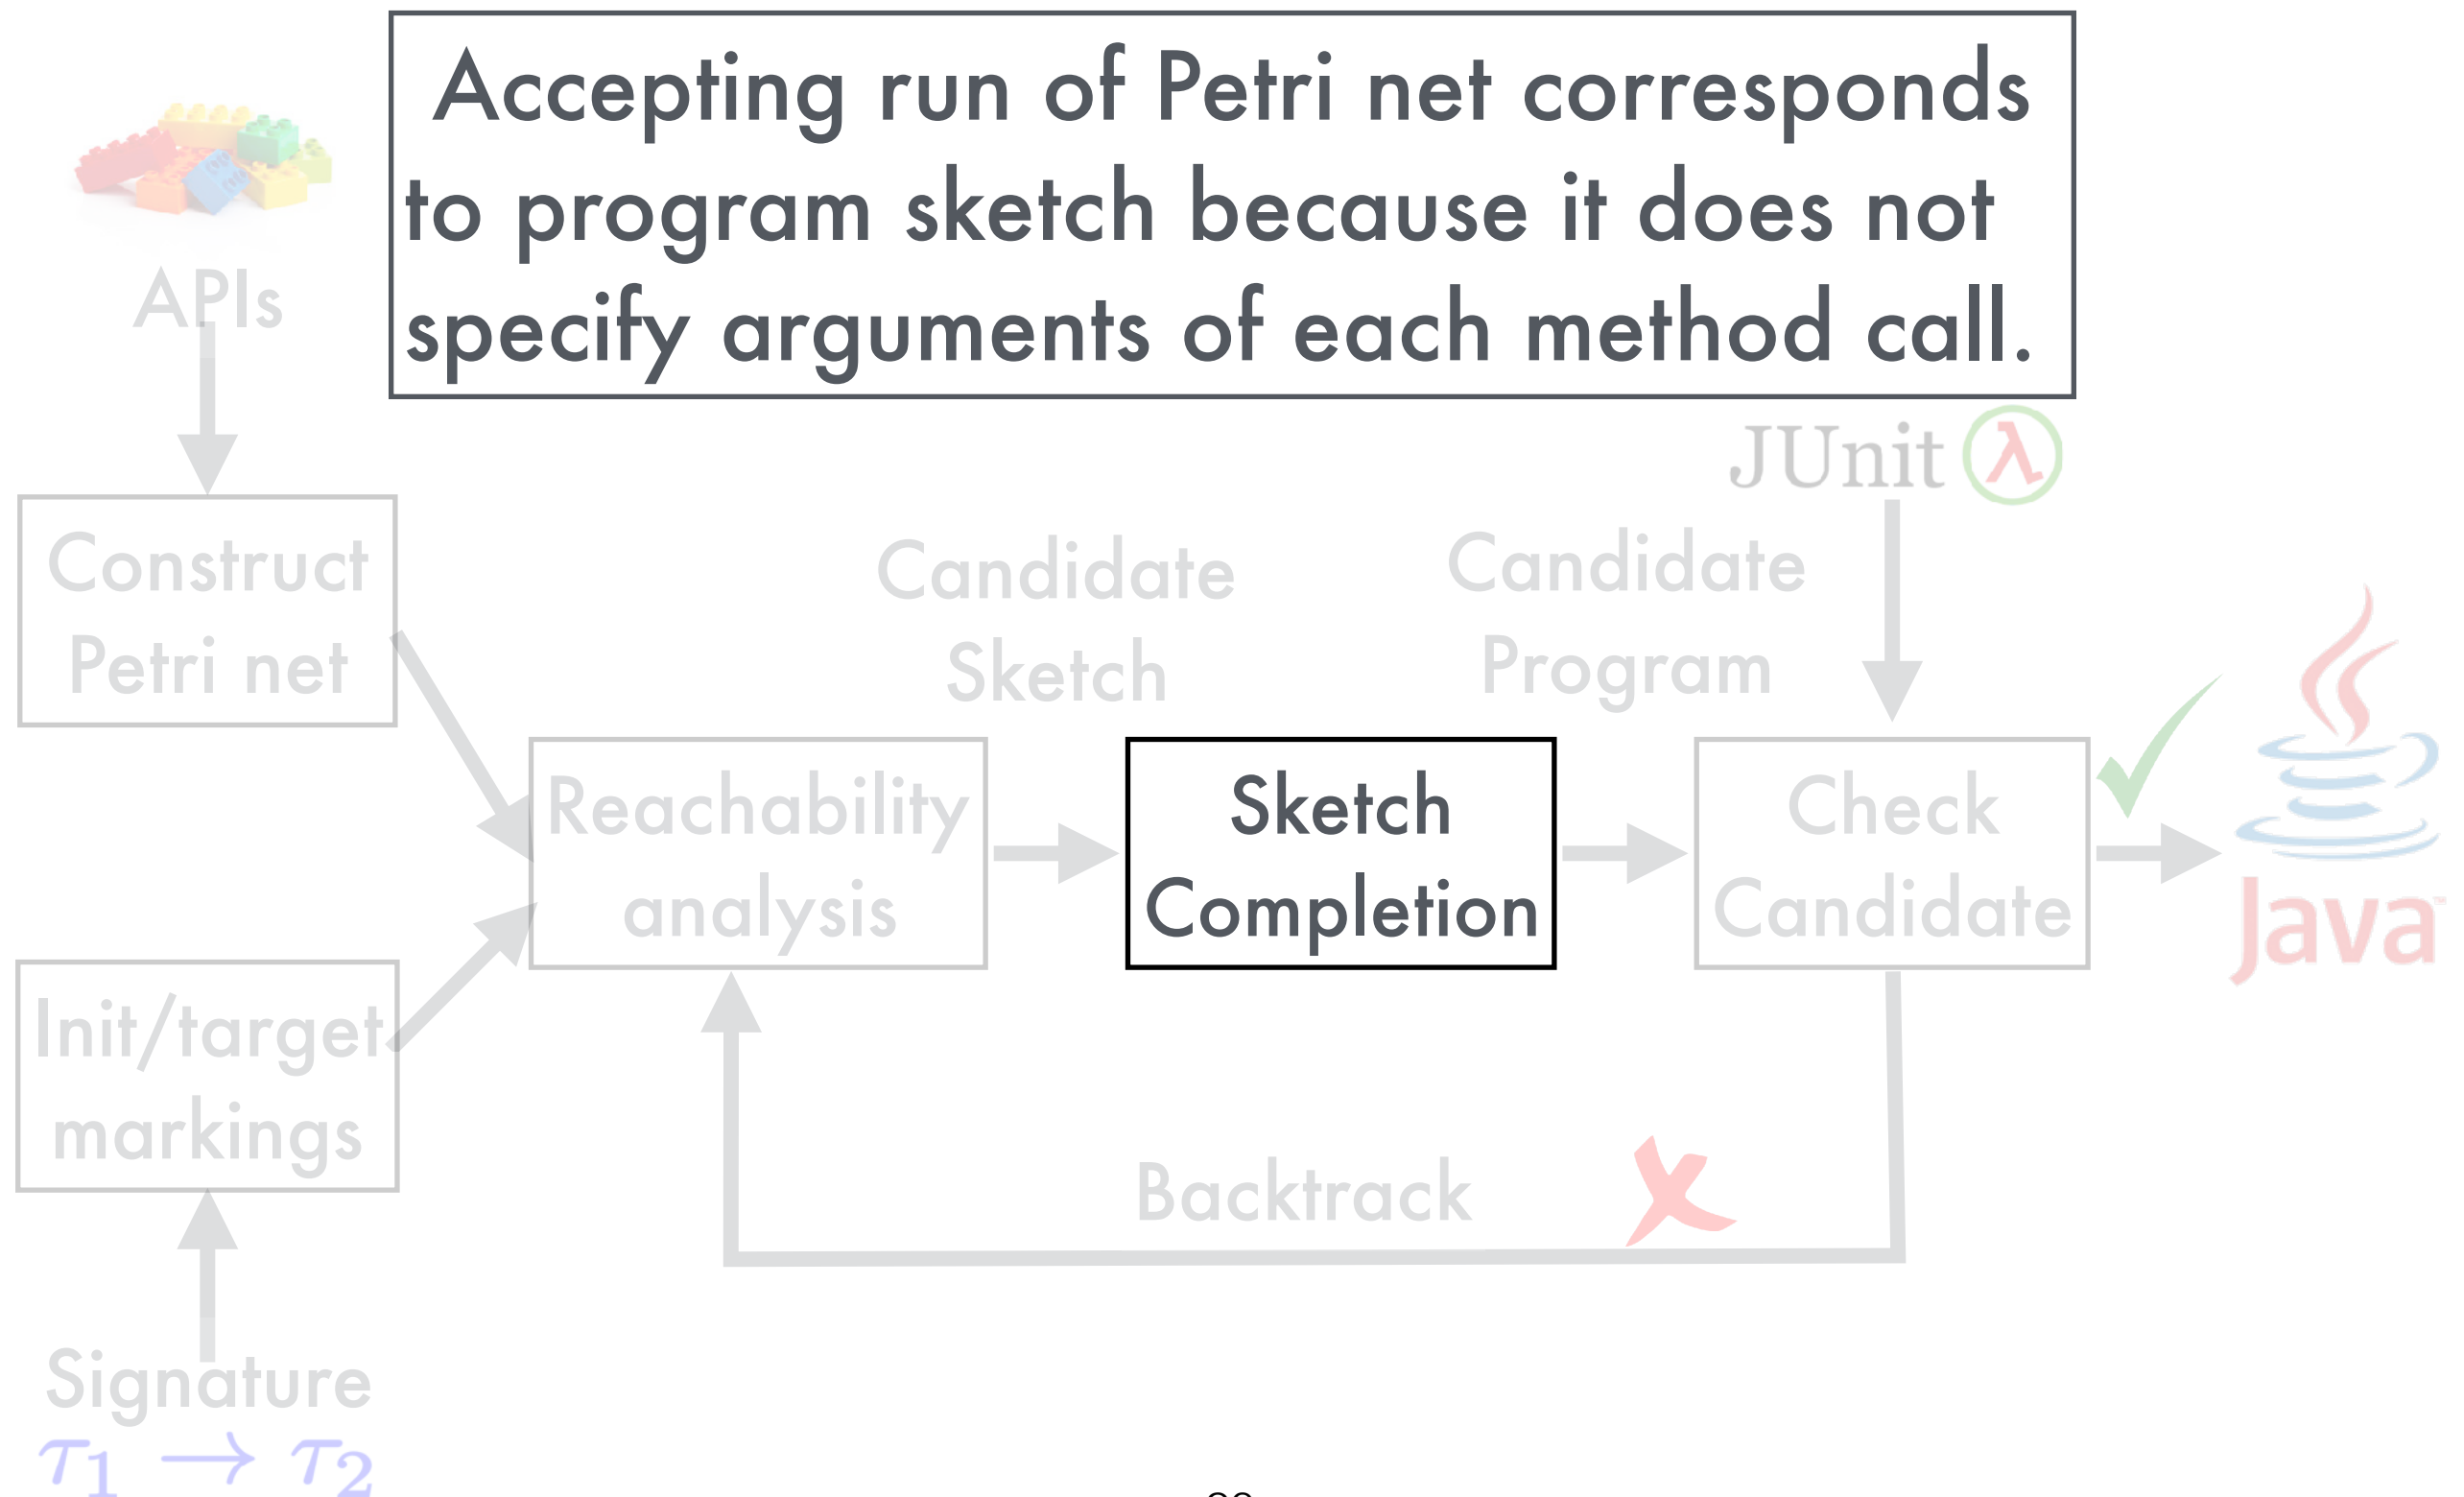 Accepting run of Petri net corresponds
to program sketch because it does not
specify arguments of each method call.
APIs
JUnit
λ
Construct
Petri net
Candidate
Sketch
Candidate
Program
Reachability
analysis
Sketch
Completion
Check
Candidate
Java
Init/target
markings
Backtrack
Signature
τ1 → τ2